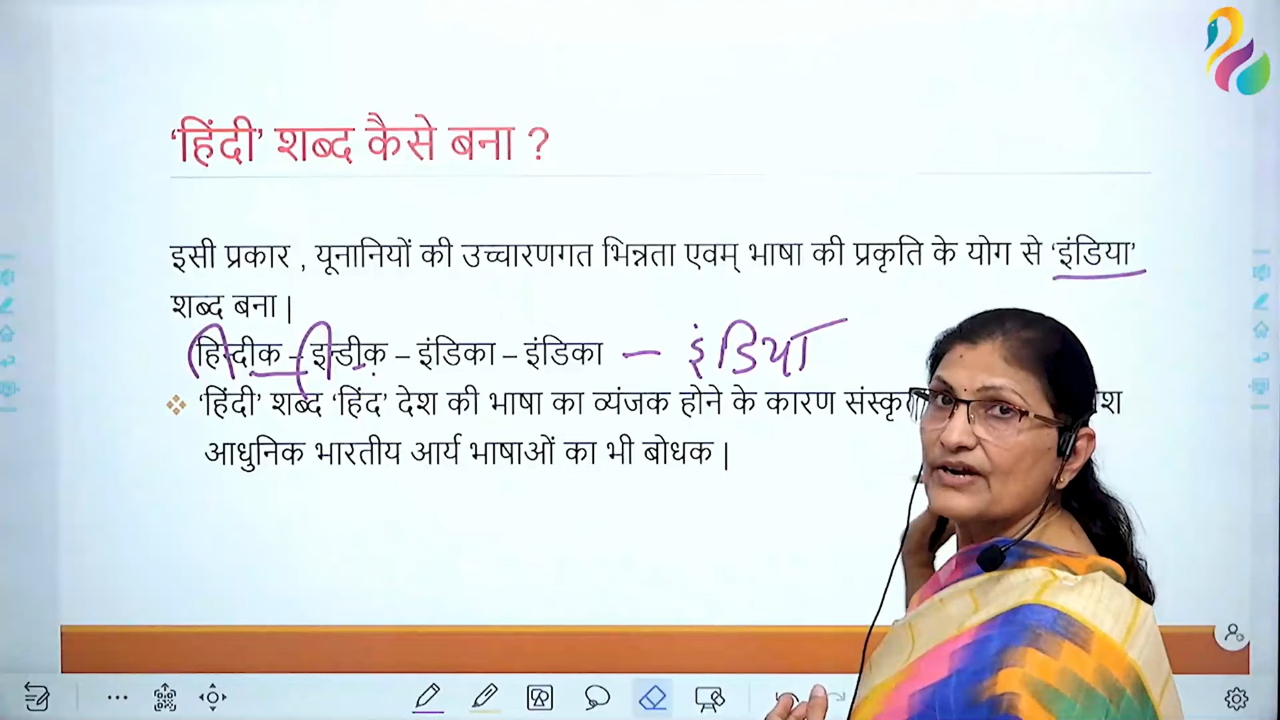 ‘हिंदी’ शब्द कैसे बना ?
इसी प्रकार , यूनानियों की उच्चारणगत भिन्नता एवम् भाषा की प्रकृति के योग से ‘इंडिया’
शब्द बना |
हिन्दीक – इन्डीक़ – इंडिका – इंडिका – इंडिया
‘हिंदी’ शब्द ‘हिंद’ देश की भाषा का व्यंजक होने के कारण
आधुनिक भारतीय आर्य भाषाओं का भी बोधक |